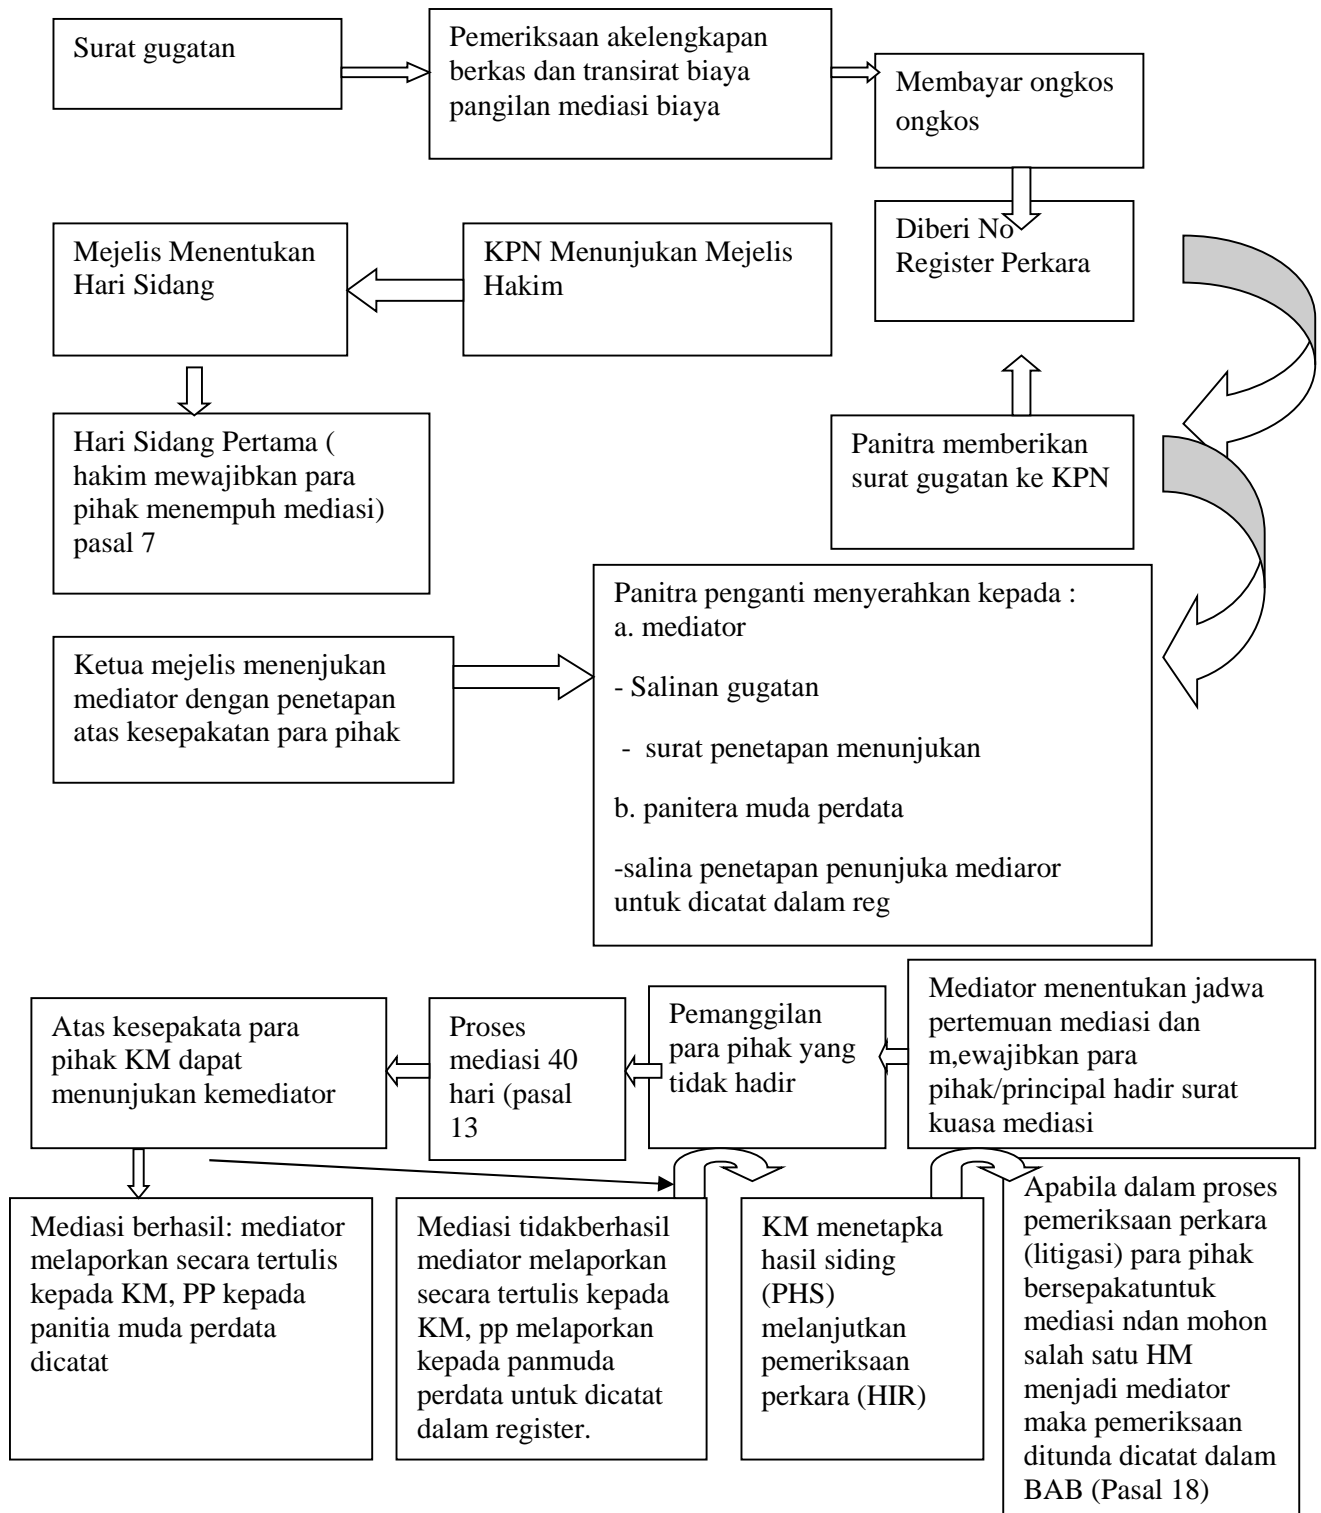 Surat gugatan
Pemeriksaan akelengkapan
berkas dan transirat biaya
pangilan mediasi biaya
Membayar ongkos
ongkos
Diberi No
Register Perkara
Mejelis Menentukan
Hari Sidang
KPN Menunjukan Mejelis
Hakim
Hari Sidang Pertama (
hakim mewajibkan para
pihak menempuh mediasi)
pasal 7
Panitra memberikan
surat gugatan ke KPN
Ketua mejelis menenjukan
mediator dengan penetapan
atas kesepakatan para pihak
Panitra penganti menyerahkan kepada :
a. mediator
- Salinan gugatan
- surat penetapan menunjukan
b. panitera muda perdata
-salina penetapan penunjuka mediaror
untuk dicatat dalam reg
Atas kesepakata para
pihak KM dapat
menunjukan kemediator
Proses
mediasi 40
hari (pasal
13
Pemanggilan
para pihak yang
tidak hadir
Mediator menentukan jadwa
pertemuan mediasi dan
m,ewajibkan para
pihak/principal hadir surat
kuasa mediasi
Mediasi berhasil: mediator
melaporkan secara tertulis
kepada KM, PP kepada
panitia muda perdata
dicatat
Mediasi tidakberhasil
mediator melaporkan
secara tertulis kepada
KM, pp melaporkan
kepada panmuda
perdata untuk dicatat
dalam register.
KM menetapka
hasil siding
(PHS)
melanjutkan
pemeriksaan
perkara (HIR)
Apabila dalam proses
pemeriksaan perkara
(litigasi) para pihak
bersepakatuntuk
mediasi ndan mohon
salah satu HM
menjadi mediator
maka pemeriksaan
ditunda dicatat dalam
BAB (Pasal 18)